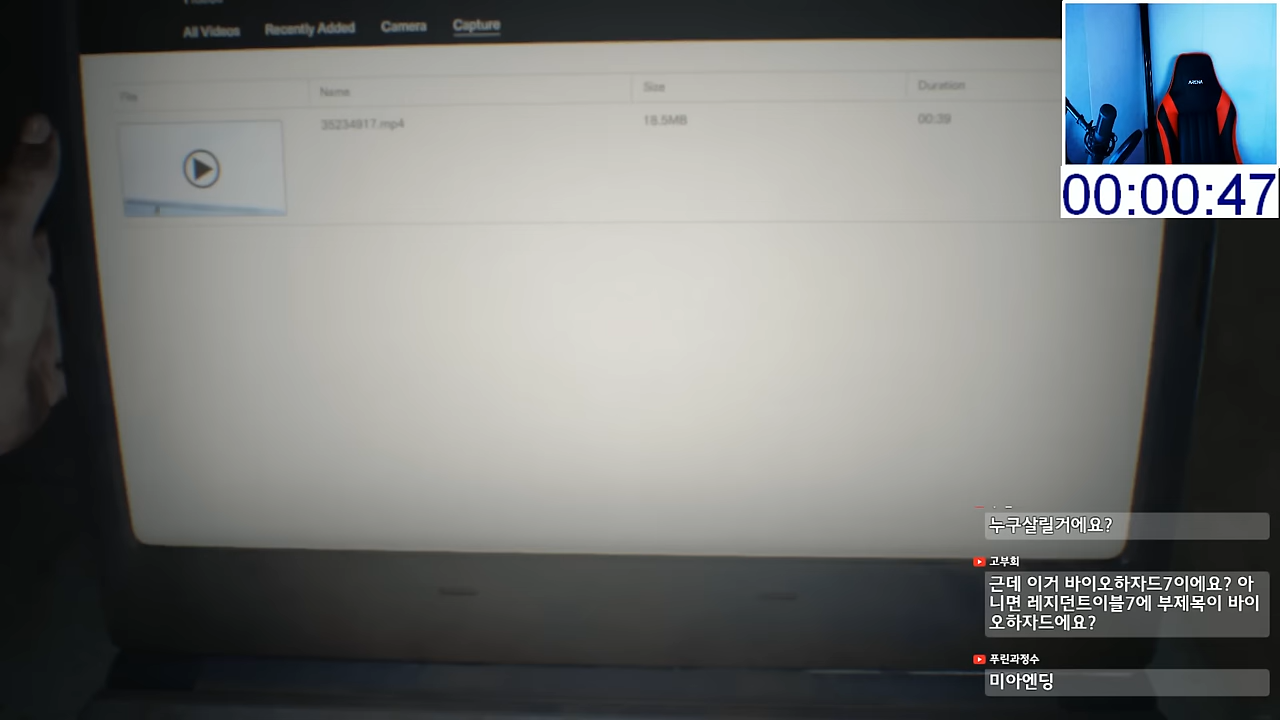 All Videos Recently Added Camera Capture
File Name Size Duration
35234917.mp4 18.5MB 00:39
ARENA
00:00:47
누구살릴거에요?
고부회
근데 이거 바이오하자드7이에요? 아
니면 레지던트이블7에 부제목이 바이
오하자드에요?
푸린과정수
미아엔딩